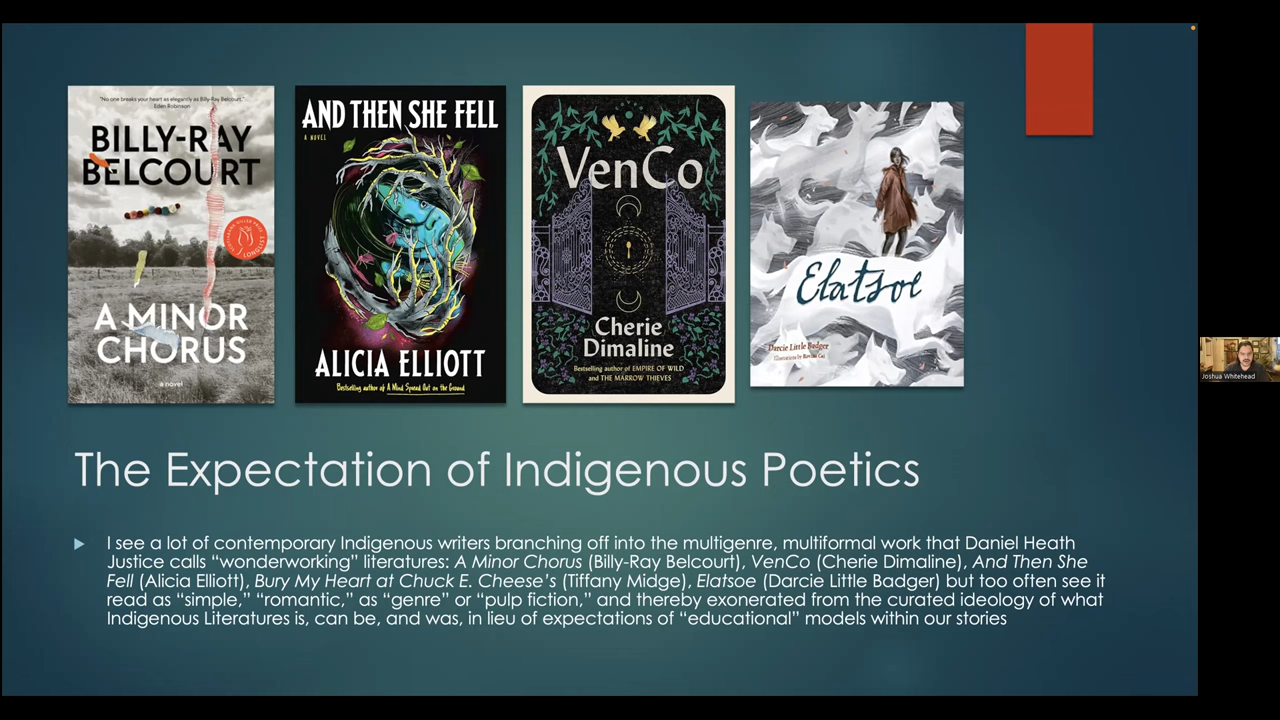 "No one breaks your heart as elegantly as Billy-Ray Belcourt."
Eden Robinson
BILLY-RAY
BELCOURT
LONGLIST
A MINOR
CHORUS
a novel
AND THEN SHE FELL
A NOVEL
ALICIA ELLIOTT
Bestselling author of A Mind Spread Out on the Ground
VenCo
Cherie
Dimaline
Bestselling author of EMPIRE OF WILD
and THE MARROW THIEVES
Elatsoe
Darcie Little Badger
Illustrations by Rovina Cai
The Expectation of Indigenous Poetics
I see a lot of contemporary Indigenous writers branching off into the multigenre, multiformal work that Daniel Heath
Justice calls “wonderworking” literatures: A Minor Chorus (Billy-Ray Belcourt), VenCo (Cherie Dimaline), And Then She
Fell (Alicia Elliott), Bury My Heart at Chuck E. Cheese’s (Tiffany Midge), Elatsoe (Darcie Little Badger) but too often see it
read as “simple,” “romantic,” as “genre” or “pulp fiction,” and thereby exonerated from the curated ideology of what
Indigenous Literatures is, can be, and was, in lieu of expectations of “educational” models within our stories
Joshua Whitehead